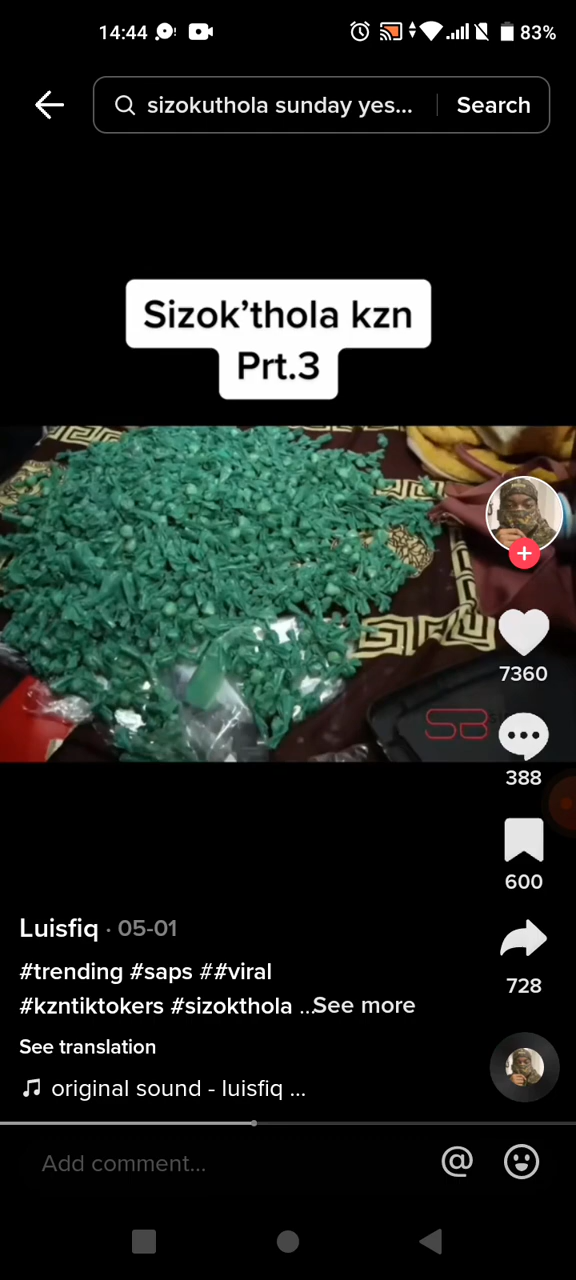 14:44
83%
sizokuthola sunday yes...
Search
Sizok'thola kzn
Prt.3
SB
7360
388
600
728
Luisfiq · 05-01
#trending #saps ##viral
#kzntiktokers #sizokthola ...See more
See translation
original sound - luisfiq ...
Add comment...
@